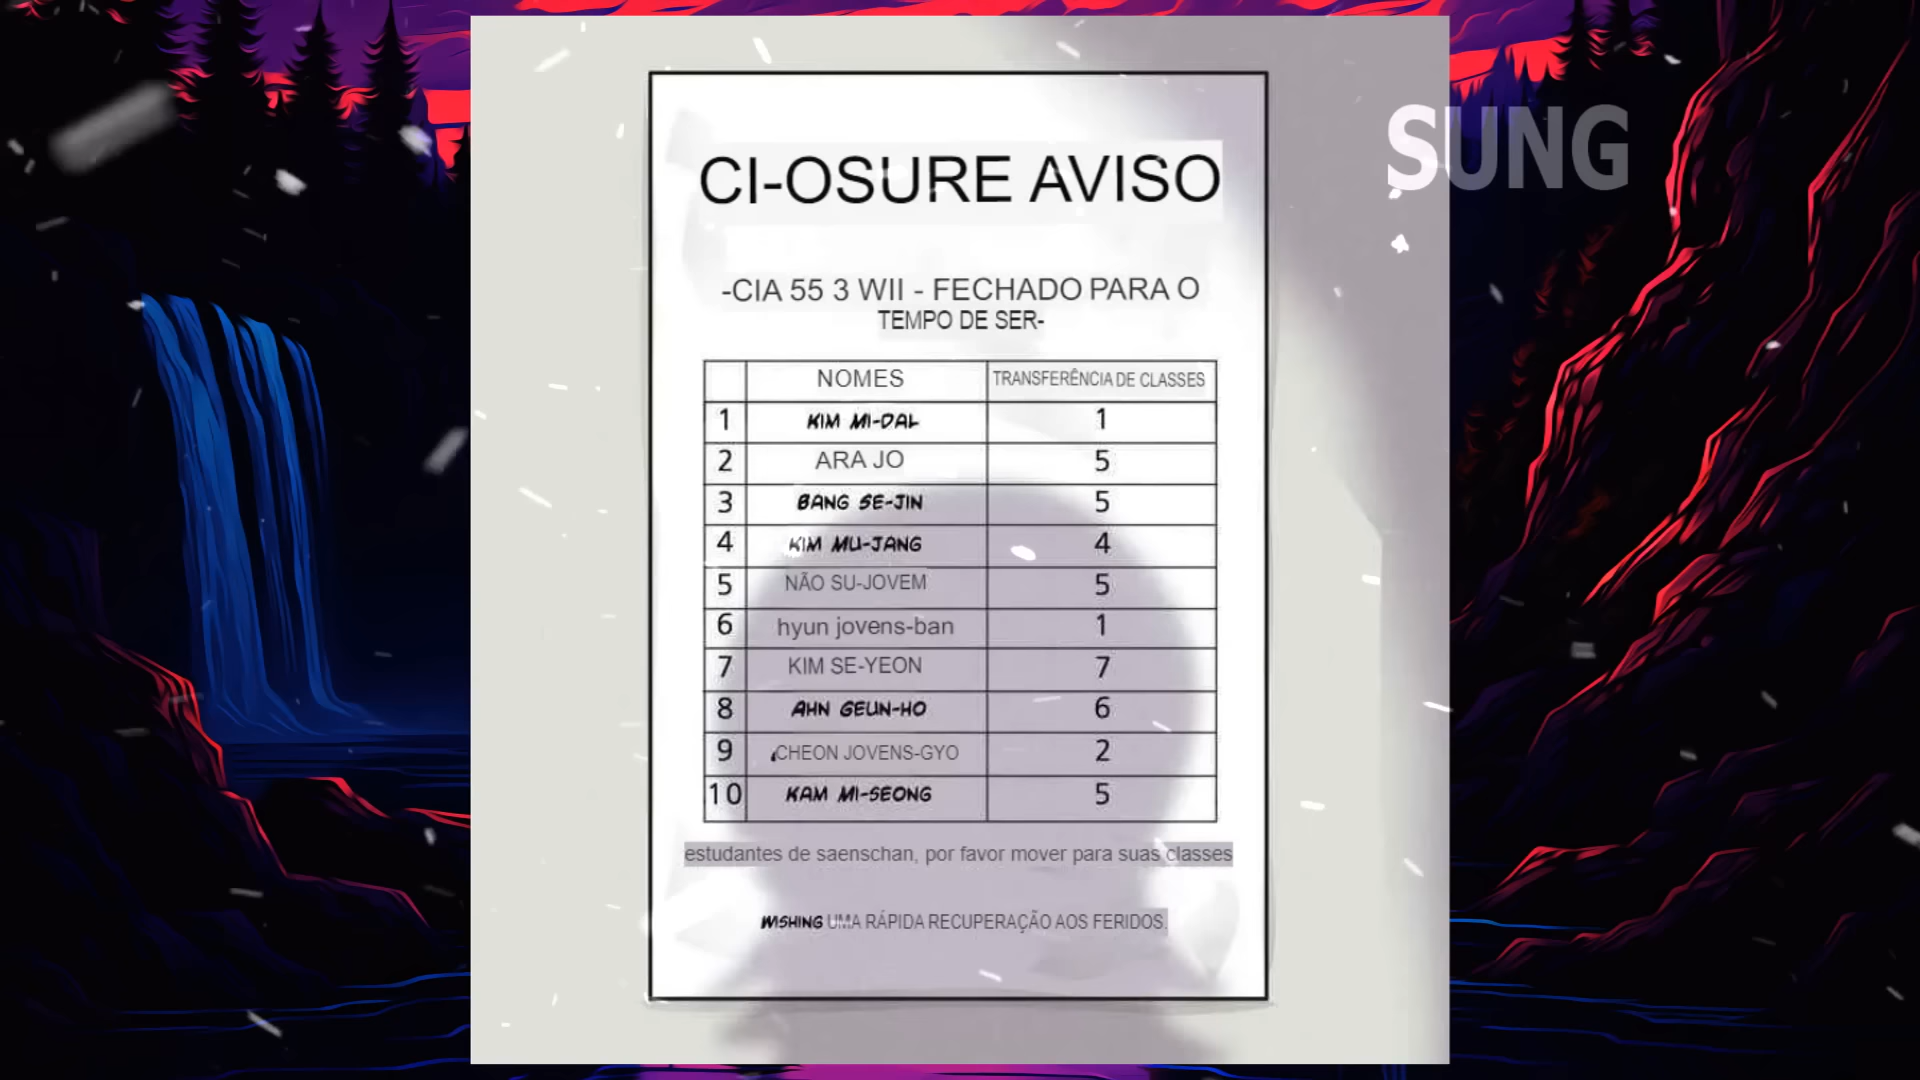 SUNG
CI-OSURE AVISO
-CIA 55 3 WII - FECHADO PARA O
TEMPO DE SER-
NOMES TRANSFERÊNCIA DE CLASSES
1 KIM MI-DAL 1
2 ARA JO 5
3 BANG SE-JIN 5
4 KIM MU-JANG 4
5 NÃO SU-JOVEM 5
6 hyun jovens-ban 1
7 KIM SE-YEON 7
8 AHN GEUN-HO 6
9 CHEON JOVENS-GYO 2
10 KAM MI-SEONG 5
estudantes de saenschan, por favor mover para suas classes
WISHING UMA RÁPIDA RECUPERAÇÃO AOS FERIDOS.